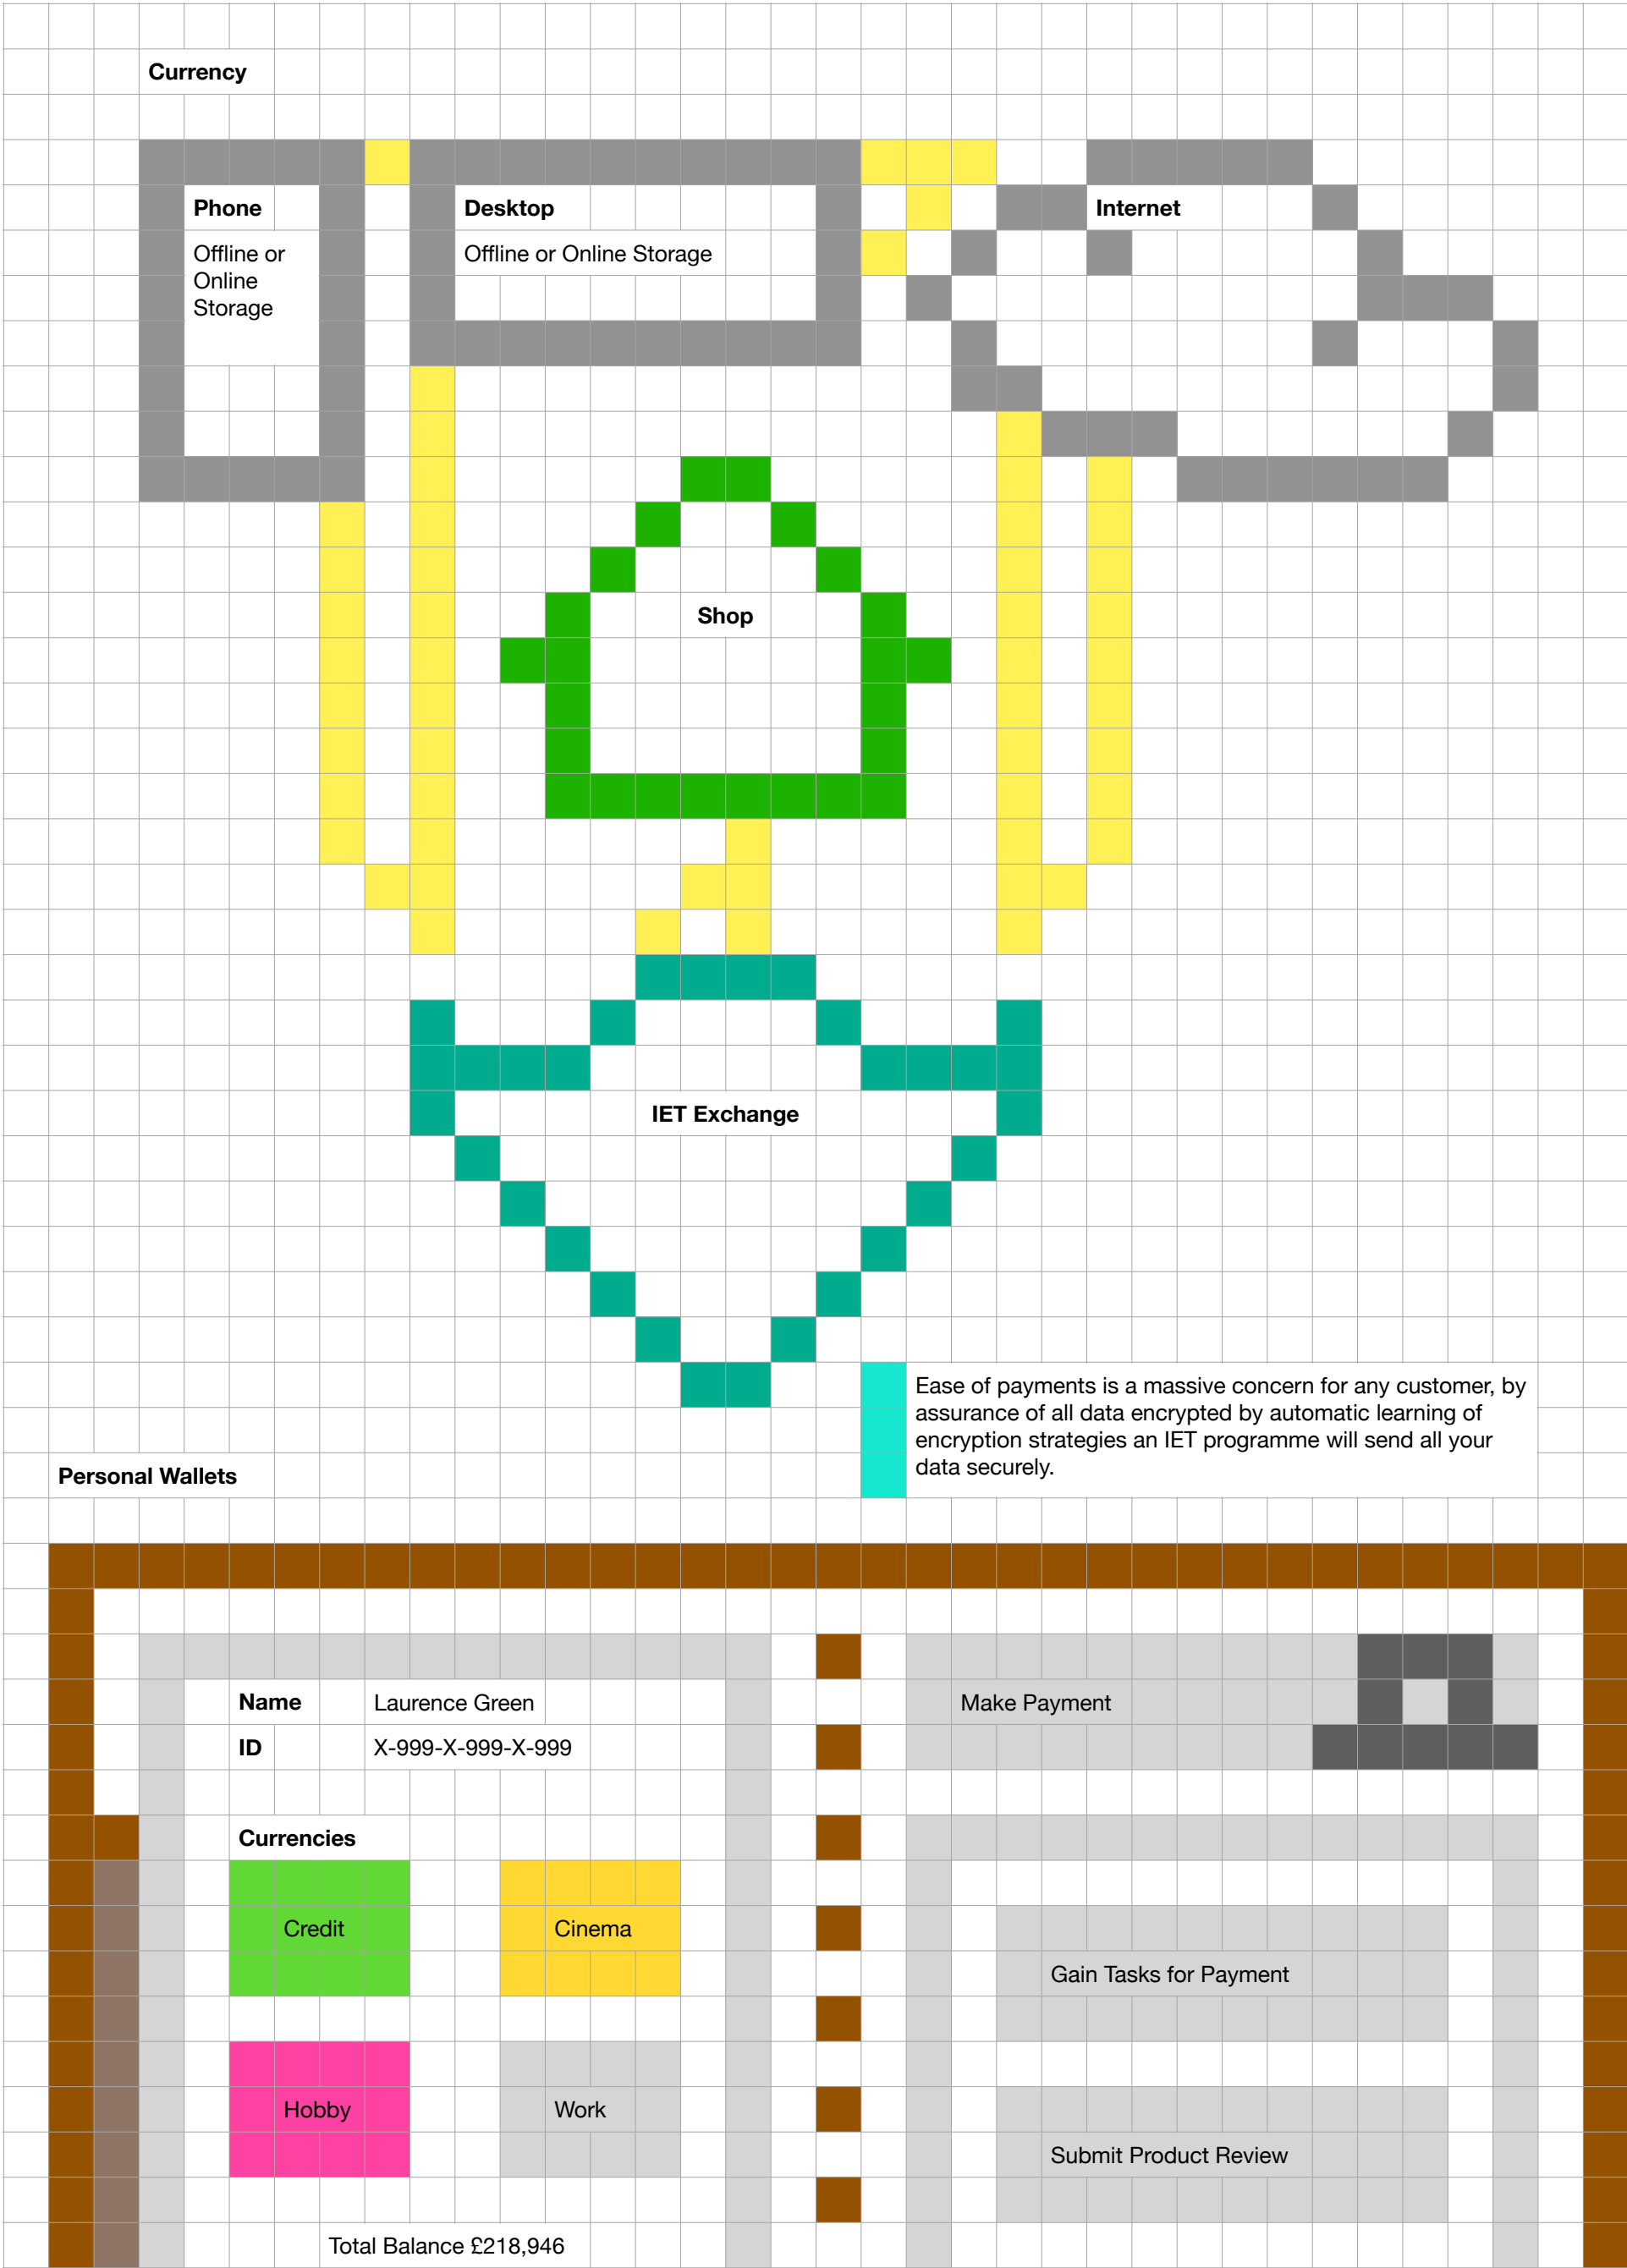 Currency
Phone
Desktop
Internet
Offline or
Online
Storage
Offline or Online Storage
Shop
IET Exchange
Ease of payments is a massive concern for any customer, by
assurance of all data encrypted by automatic learning of
encryption strategies an IET programme will send all your
data securely.
Personal Wallets
Name Laurence Green
ID X-999-X-999-X-999
Currencies
Credit
Cinema
Hobby
Work
Total Balance £218,946
Make Payment
Gain Tasks for Payment
Submit Product Review